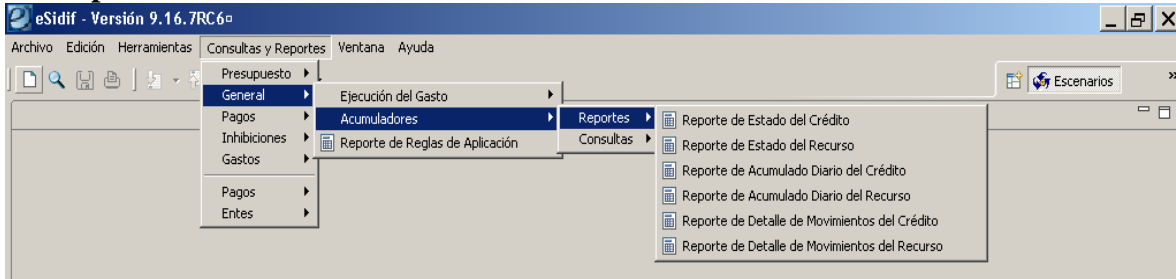 eSidif - Versión 9.16.7RC6¤
Archivo Edición Herramientas Consultas y Reportes Ventana Ayuda
Escenarios
Presupuesto
General
Pagos
Inhibiciones
Gastos
Pagos
Entes
Ejecución del Gasto
Acumuladores
Reporte de Reglas de Aplicación
Reportes
Consultas
Reporte de Estado del Crédito
Reporte de Estado del Recurso
Reporte de Acumulado Diario del Crédito
Reporte de Acumulado Diario del Recurso
Reporte de Detalle de Movimientos del Crédito
Reporte de Detalle de Movimientos del Recurso